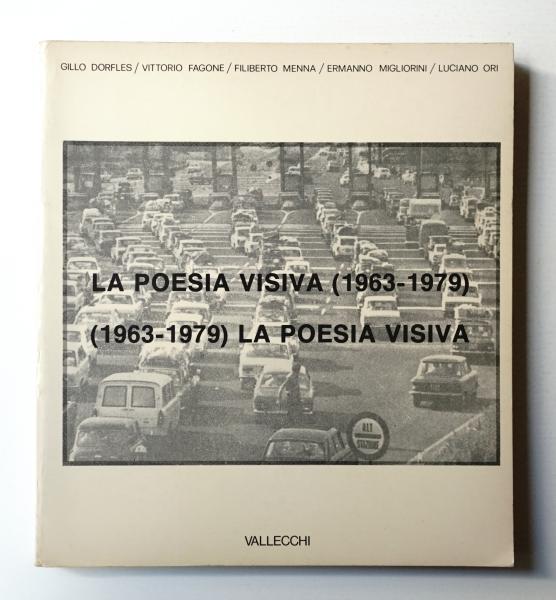 GILLO DORFLES/VITTORIO FAGONE/FILIBERTO MENNA/ERMANNO MIGLIORINI/LUCIANO ORI
LA POESIA VISIVA (1963-1979)
(1963-1979) LA POESIA VISIVA
ALT
STAZIONE
VALLECCHI